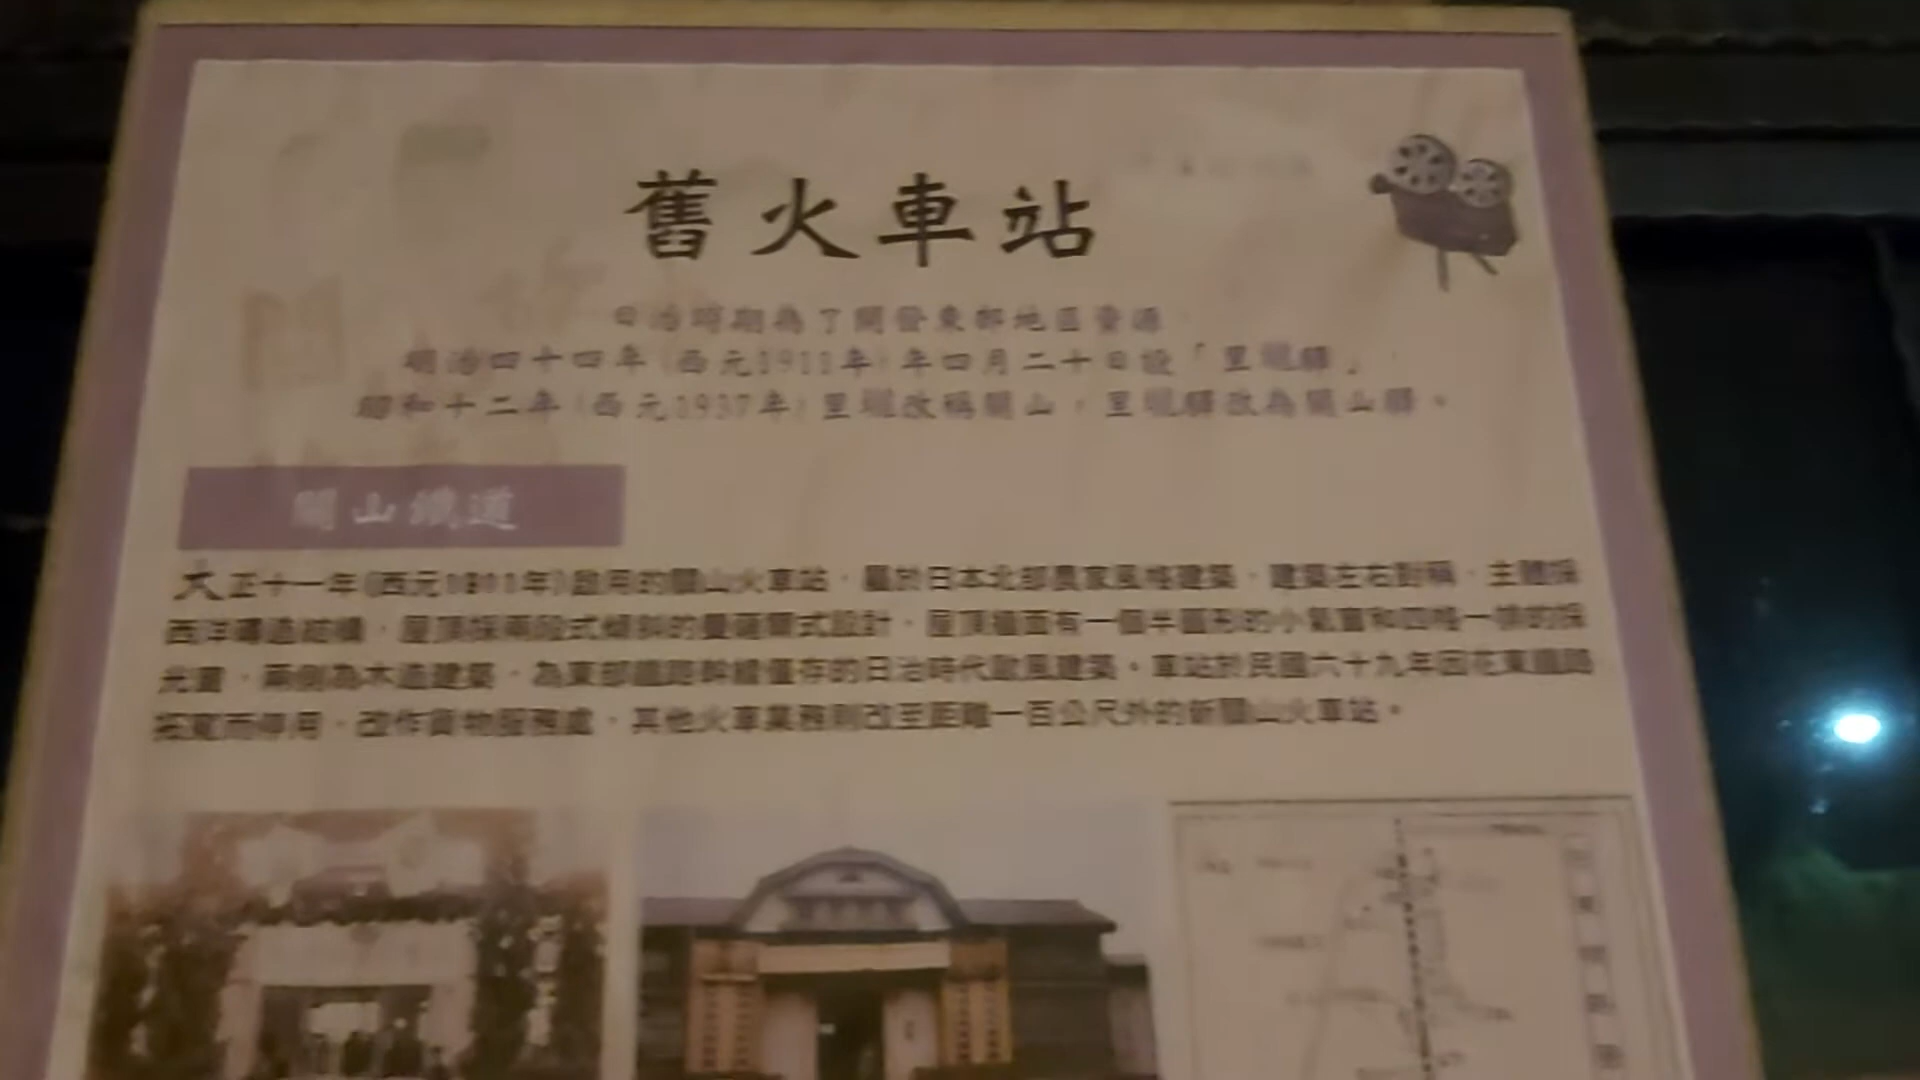 舊火車站
日治時期為了開發東部地區資源
明治四十四年(西元1911年)年四月二十日設「里壠驛」
昭和十二年(西元1937年)里壠改稱關山，里壠驛改為關山驛。
關山鐵道
大正十一年(西元1911年)啟用的關山火車站，屬於日本北部農家風格建築，建築左右對稱，主體採
西洋磚造結構，屋頂採兩段式傾斜的曼薩爾式設計，屋頂牆面有一個半圓形的小氣窗和四格一排的採
光窗，兩側為木造建築，為東部鐵路幹線僅存的日治時代歐風建築。車站於民國六十九年因花東鐵路
拓寬而停用，改作貨物服務處，其他火車業務則改至距離一百公尺外的新關山火車站。